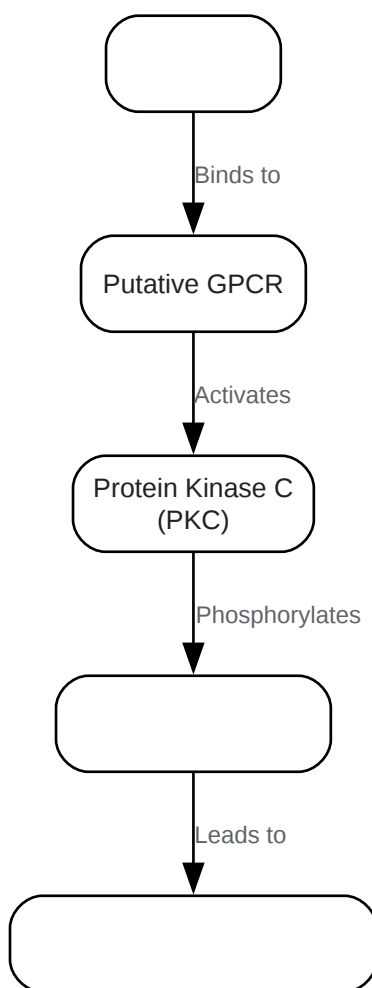 Binds to
Putative GPCR
Activates
Protein Kinase C
(PKC)
Phosphorylates
Leads to